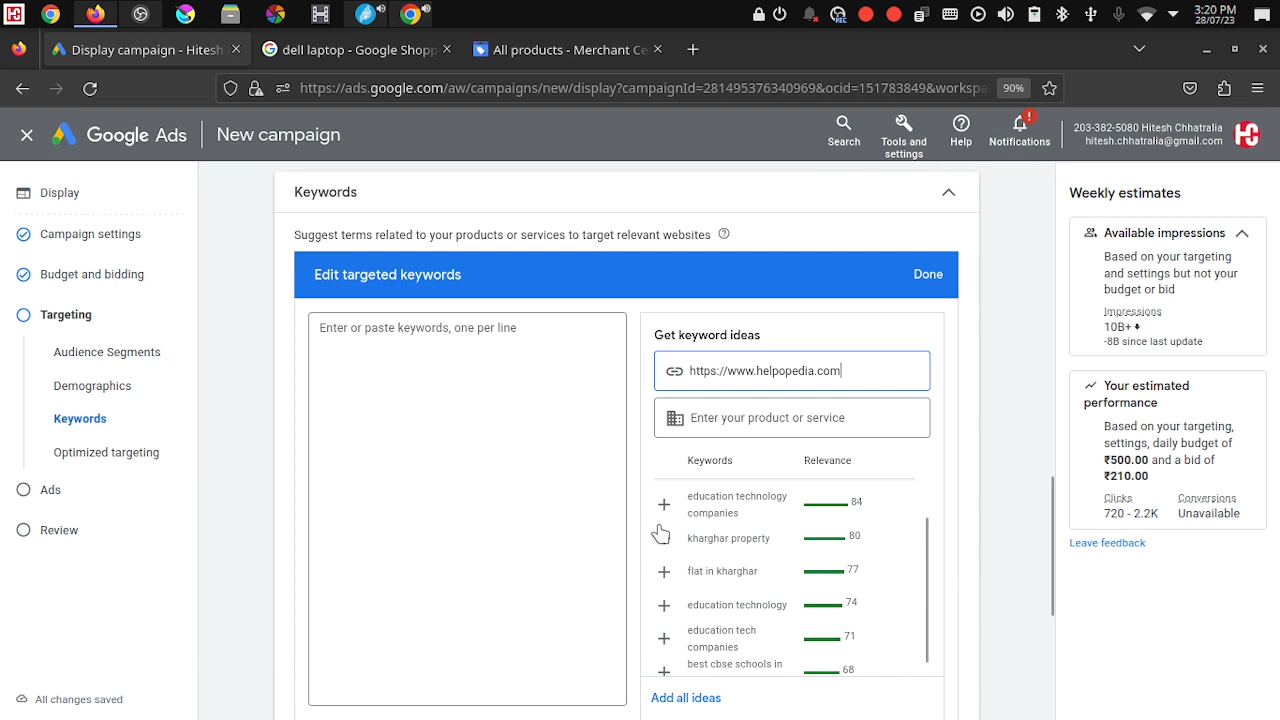 3:20 PM
28/07/23
Display campaign - Hitesh
dell laptop - Google Shopp
All products - Merchant Ce
https://ads.google.com/aw/campaigns/new/display?campaignId=281495376340969&ocid=151783849&workspa
90%
Google Ads
New campaign
Search
Tools and settings
Help
Notifications
203-382-5080 Hitesh Chhatralia
hitesh.chhatralia@gmail.com
Display
Campaign settings
Budget and bidding
Targeting
Audience Segments
Demographics
Keywords
Optimized targeting
Ads
Review
All changes saved
Keywords
Suggest terms related to your products or services to target relevant websites
Edit targeted keywords
Done
Enter or paste keywords, one per line
Get keyword ideas
https://www.helpopedia.com
Enter your product or service
Keywords Relevance
education technology companies 84
kharghar property 80
flat in kharghar 77
education technology 74
education tech companies 71
best cbse schools in 68
Add all ideas
Weekly estimates
Available impressions
Based on your targeting
and settings but not your
budget or bid
Impressions
10B+
-8B since last update
Your estimated
performance
Based on your targeting,
settings, daily budget of
₹500.00 and a bid of
₹210.00
Clicks Conversions
720 - 2.2K Unavailable
Leave feedback